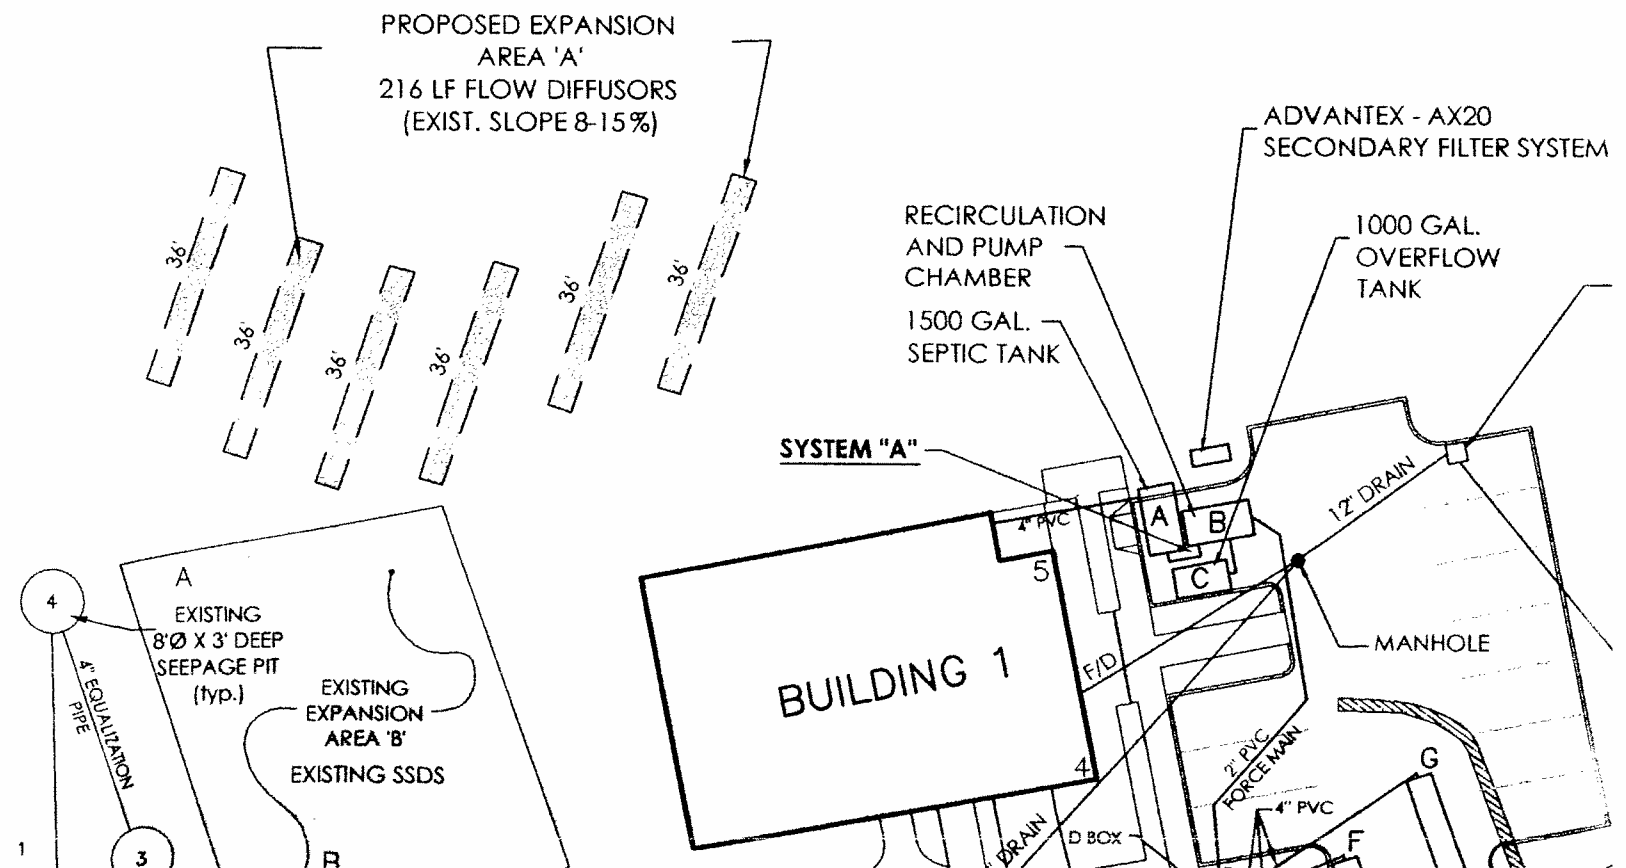 PROPOSED EXPANSION
AREA 'A'
216 LF FLOW DIFFUSORS
(EXIST. SLOPE 8-15%)
ADVANTEX - AX20
SECONDARY FILTER SYSTEM
RECIRCULATION
AND PUMP
CHAMBER
1000 GAL.
OVERFLOW
TANK
1500 GAL.
SEPTIC TANK
36'
36'
36'
36'
36'
36'
SYSTEM "A"
12" DRAIN
4" PVC
A
B
C
5
4
BUILDING 1
F/D
MANHOLE
A
4
EXISTING
8'Ø X 3' DEEP
SEEPAGE PIT
(typ.)
4" EQUALIZATION
PIPE
EXISTING
EXPANSION
AREA 'B'
EXISTING SSDS
2" PVC
FORCE MAIN
G
4" PVC
D BOX
DRAIN
F
1
3
B